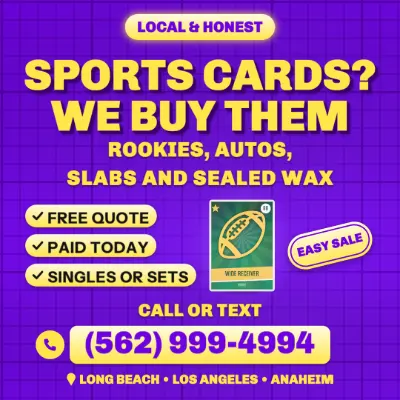 LOCAL & HONEST
SPORTS CARDS?
WE BUY THEM
ROOKIES, AUTOS,
SLABS AND SEALED WAX
FREE QUOTE
PAID TODAY
SINGLES OR SETS
WIDE RECEIVER
EASY SALE
CALL OR TEXT
(562) 999-4994
LONG BEACH • LOS ANGELES • ANAHEIM